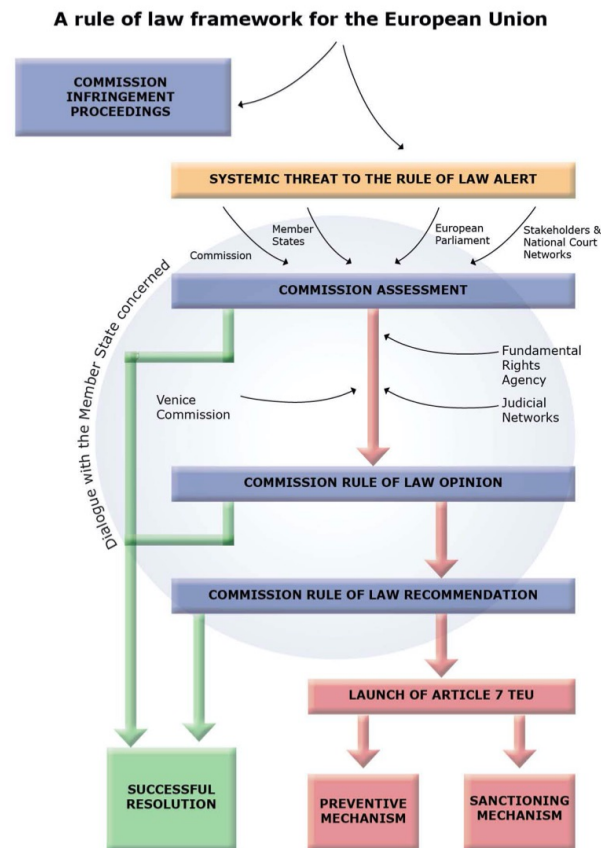 A rule of law framework for the European Union
COMMISSION
INFRINGEMENT
PROCEEDINGS
SYSTEMIC THREAT TO THE RULE OF LAW ALERT
Commission
Member
States
European
Parliament
Stakeholders &
National Court
Networks
COMMISSION ASSESSMENT
Dialogue with the Member State concerned
Fundamental
Rights
Agency
Venice
Commission
Judicial
Networks
COMMISSION RULE OF LAW OPINION
COMMISSION RULE OF LAW RECOMMENDATION
LAUNCH OF ARTICLE 7 TEU
SUCCESSFUL
RESOLUTION
PREVENTIVE
MECHANISM
SANCTIONING
MECHANISM